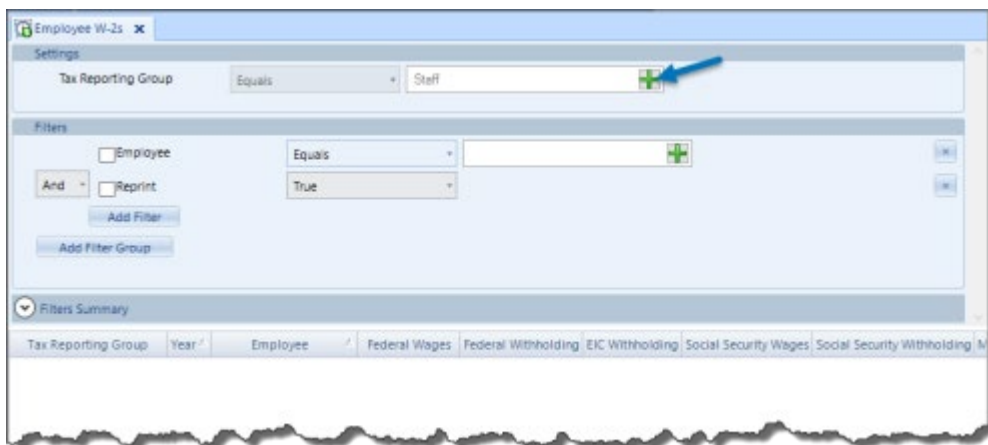 Employee W-2s x
Settings
Tax Reporting Group Equals Staff
Filters
Employee Equals
And Reprint True
Add Filter
Add Filter Group
Filters Summary
Tax Reporting Group Year Employee Federal Wages Federal Withholding EIC Withholding Social Security Wages Social Security Withholding M